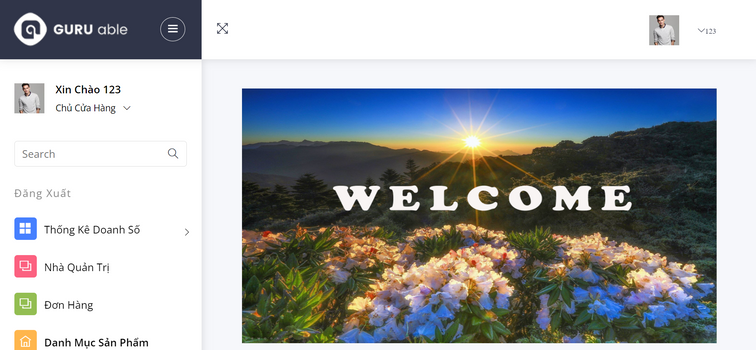 GURU able
123
Xin Chào 123
Chủ Cửa Hàng
Search
Đăng Xuất
Thống Kê Doanh Số
Nhà Quản Trị
Đơn Hàng
Danh Mục Sản Phẩm
WELCOME